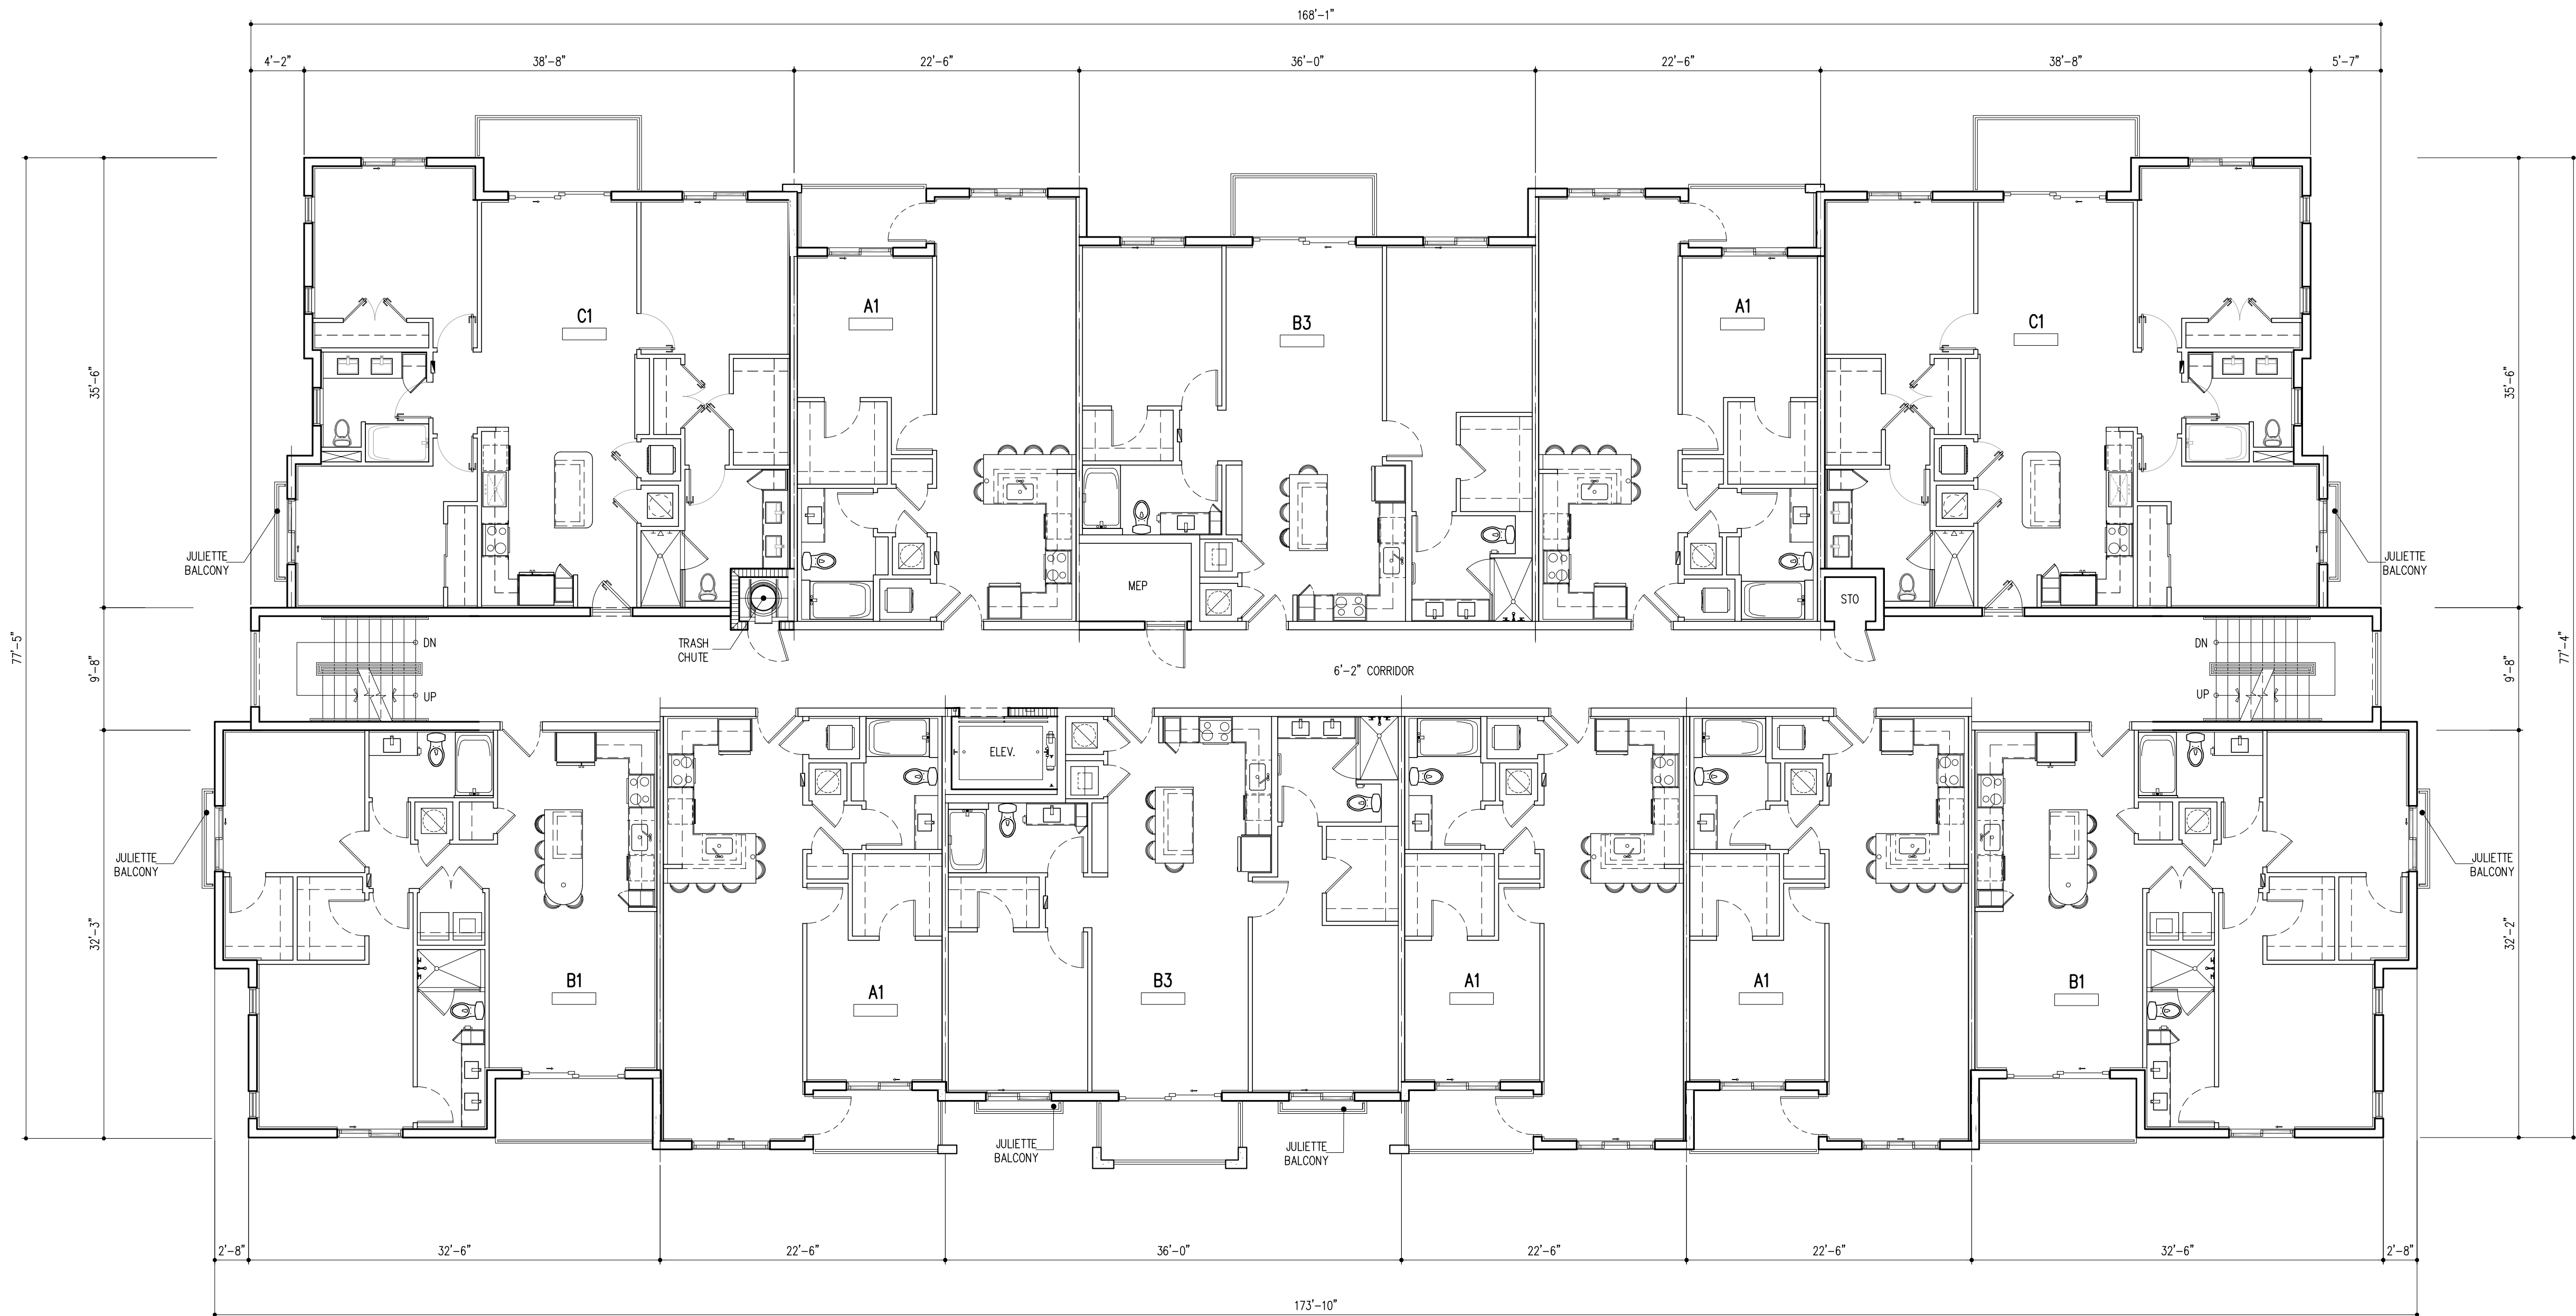 168'-1"
4'-2"
38'-8"
22'-6"
36'-0"
22'-6"
38'-8"
5'-7"
C1
A1
B3
A1
C1
35'-6"
35'-6"
JULIETTE
BALCONY
JULIETTE
BALCONY
MEP
STO
77'-5"
9'-8"
DN
UP
TRASH
CHUTE
6'-2" CORRIDOR
DN
UP
9'-8"
77'-4"
ELEV.
JULIETTE
BALCONY
JULIETTE
BALCONY
32'-3"
32'-2"
B1
A1
B3
A1
A1
B1
JULIETTE
BALCONY
JULIETTE
BALCONY
2'-8"
32'-6"
22'-6"
36'-0"
22'-6"
22'-6"
32'-6"
2'-8"
173'-10"